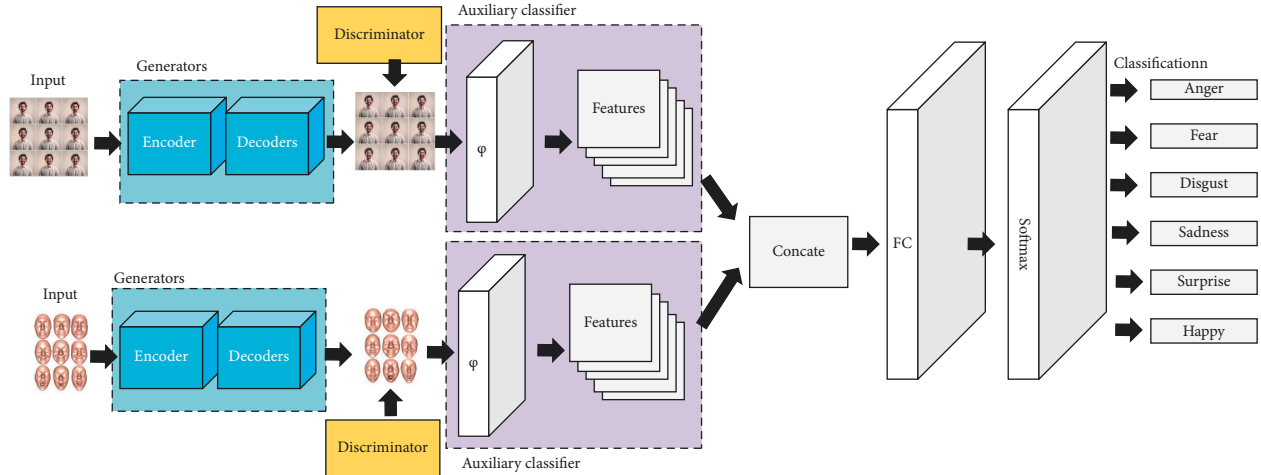 Auxiliary classifier
Discriminator
Input
Generators
Encoder
Decoders
φ
Features
Input
Generators
Encoder
Decoders
φ
Features
Discriminator
Auxiliary classifier
Concate
FC
Softmax
Classificationn
Anger
Fear
Disgust
Sadness
Surprise
Happy